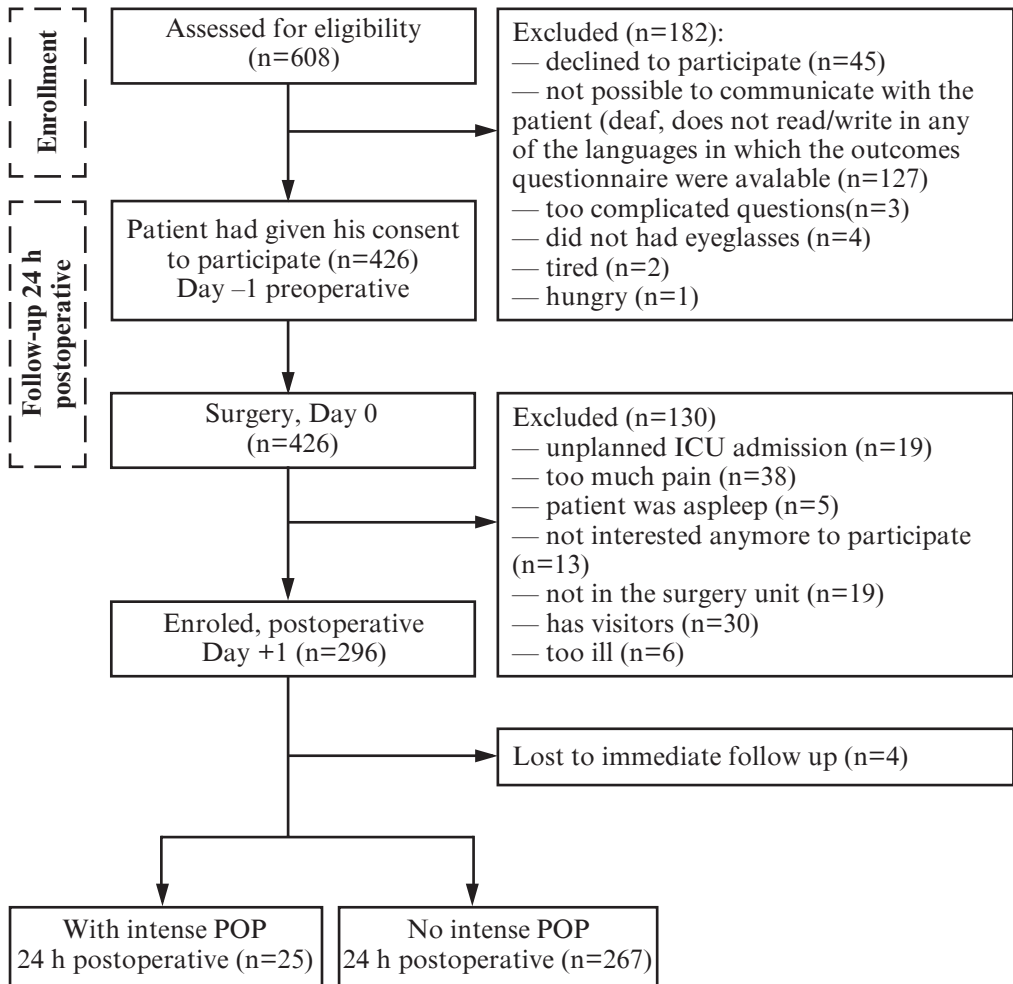 Enrollment
Assessed for eligibility
(n=608)
Excluded (n=182):
— declined to participate (n=45)
— not possible to communicate with the
patient (deaf, does not read/write in any
of the languages in which the outcomes
questionnaire were avalable (n=127)
— too complicated questions(n=3)
— did not had eyeglasses (n=4)
— tired (n=2)
— hungry (n=1)
Follow-up 24 h
postoperative
Patient had given his consent
to participate (n=426)
Day –1 preoperative
Surgery, Day 0
(n=426)
Excluded (n=130)
— unplanned ICU admission (n=19)
— too much pain (n=38)
— patient was aspleep (n=5)
— not interested anymore to participate
(n=13)
— not in the surgery unit (n=19)
— has visitors (n=30)
— too ill (n=6)
Enroled, postoperative
Day +1 (n=296)
Lost to immediate follow up (n=4)
With intense POP
24 h postoperative (n=25)
No intense POP
24 h postoperative (n=267)